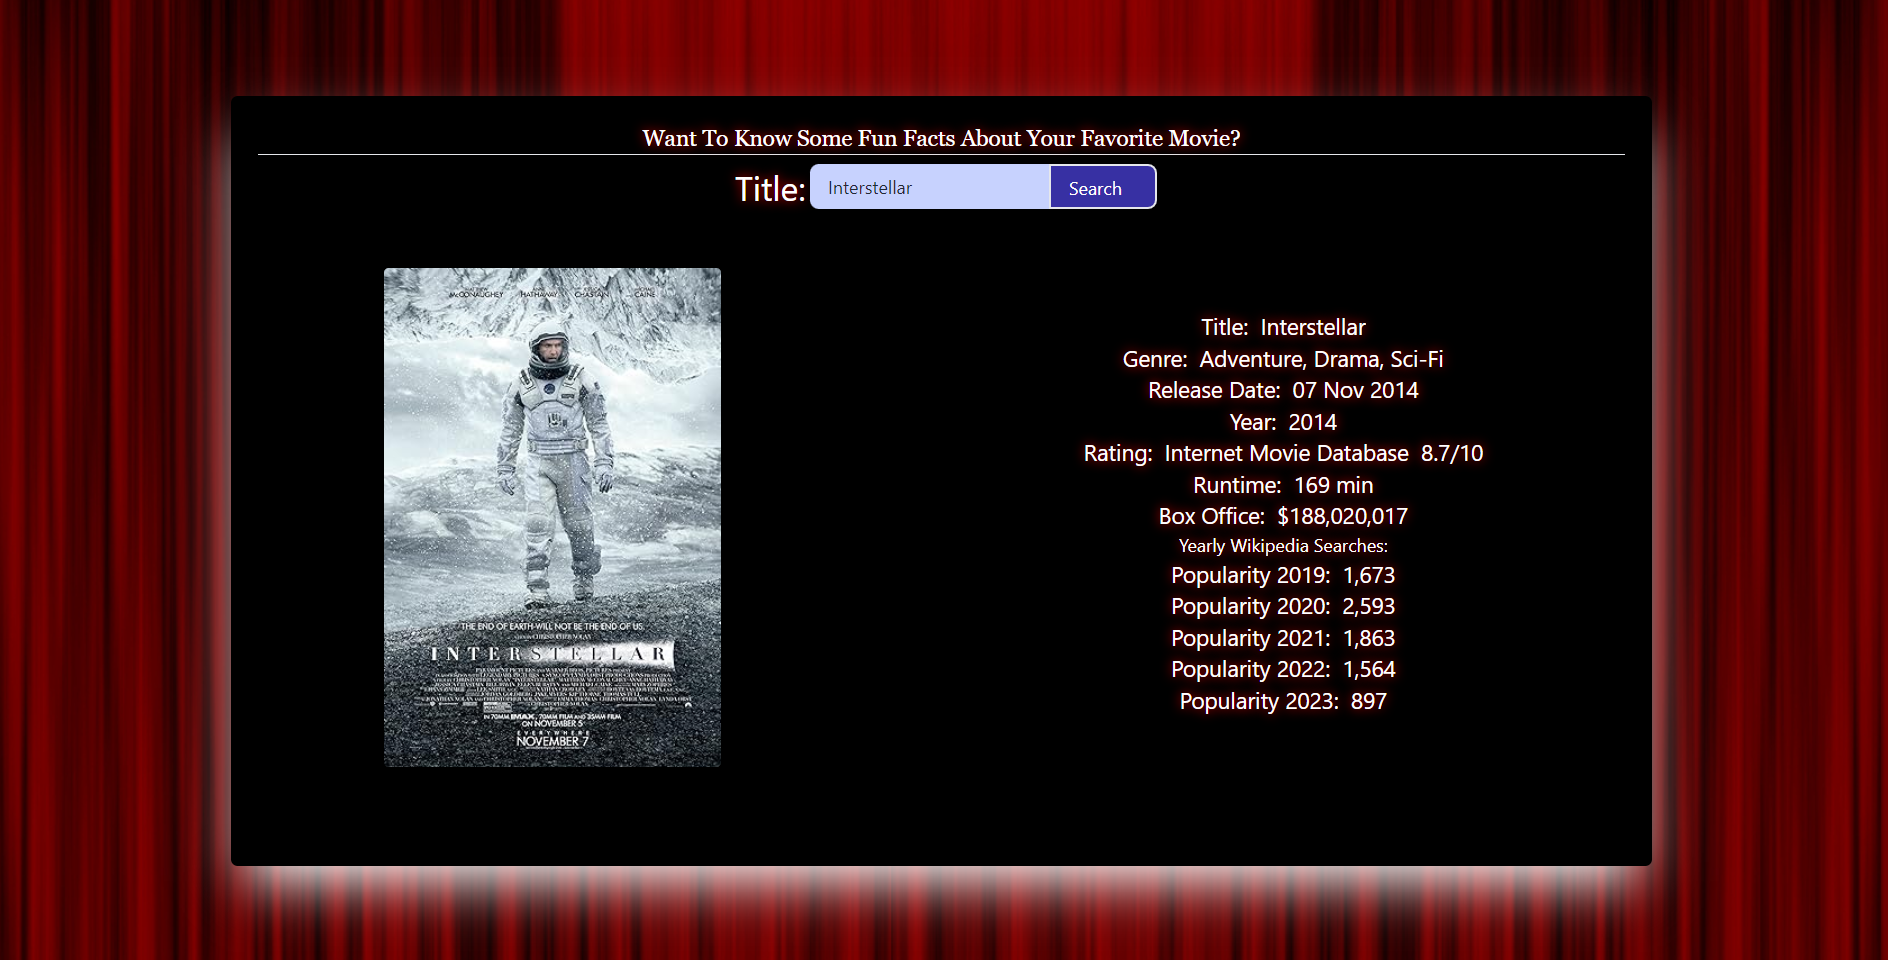 Want To Know Some Fun Facts About Your Favorite Movie?
Title: Interstellar Search
McCONAUGHEY HATHAWAY CHASTAIN CAINE
THE END OF EARTH WILL NOT BE THE END OF US.
INTERSTELLAR
IN 70MM IMAX, 70MM FILM AND 35MM FILM
ON NOVEMBER 5
EVERYWHERE
NOVEMBER 7
Title: Interstellar
Genre: Adventure, Drama, Sci-Fi
Release Date: 07 Nov 2014
Year: 2014
Rating: Internet Movie Database 8.7/10
Runtime: 169 min
Box Office: $188,020,017
Yearly Wikipedia Searches:
Popularity 2019: 1,673
Popularity 2020: 2,593
Popularity 2021: 1,863
Popularity 2022: 1,564
Popularity 2023: 897